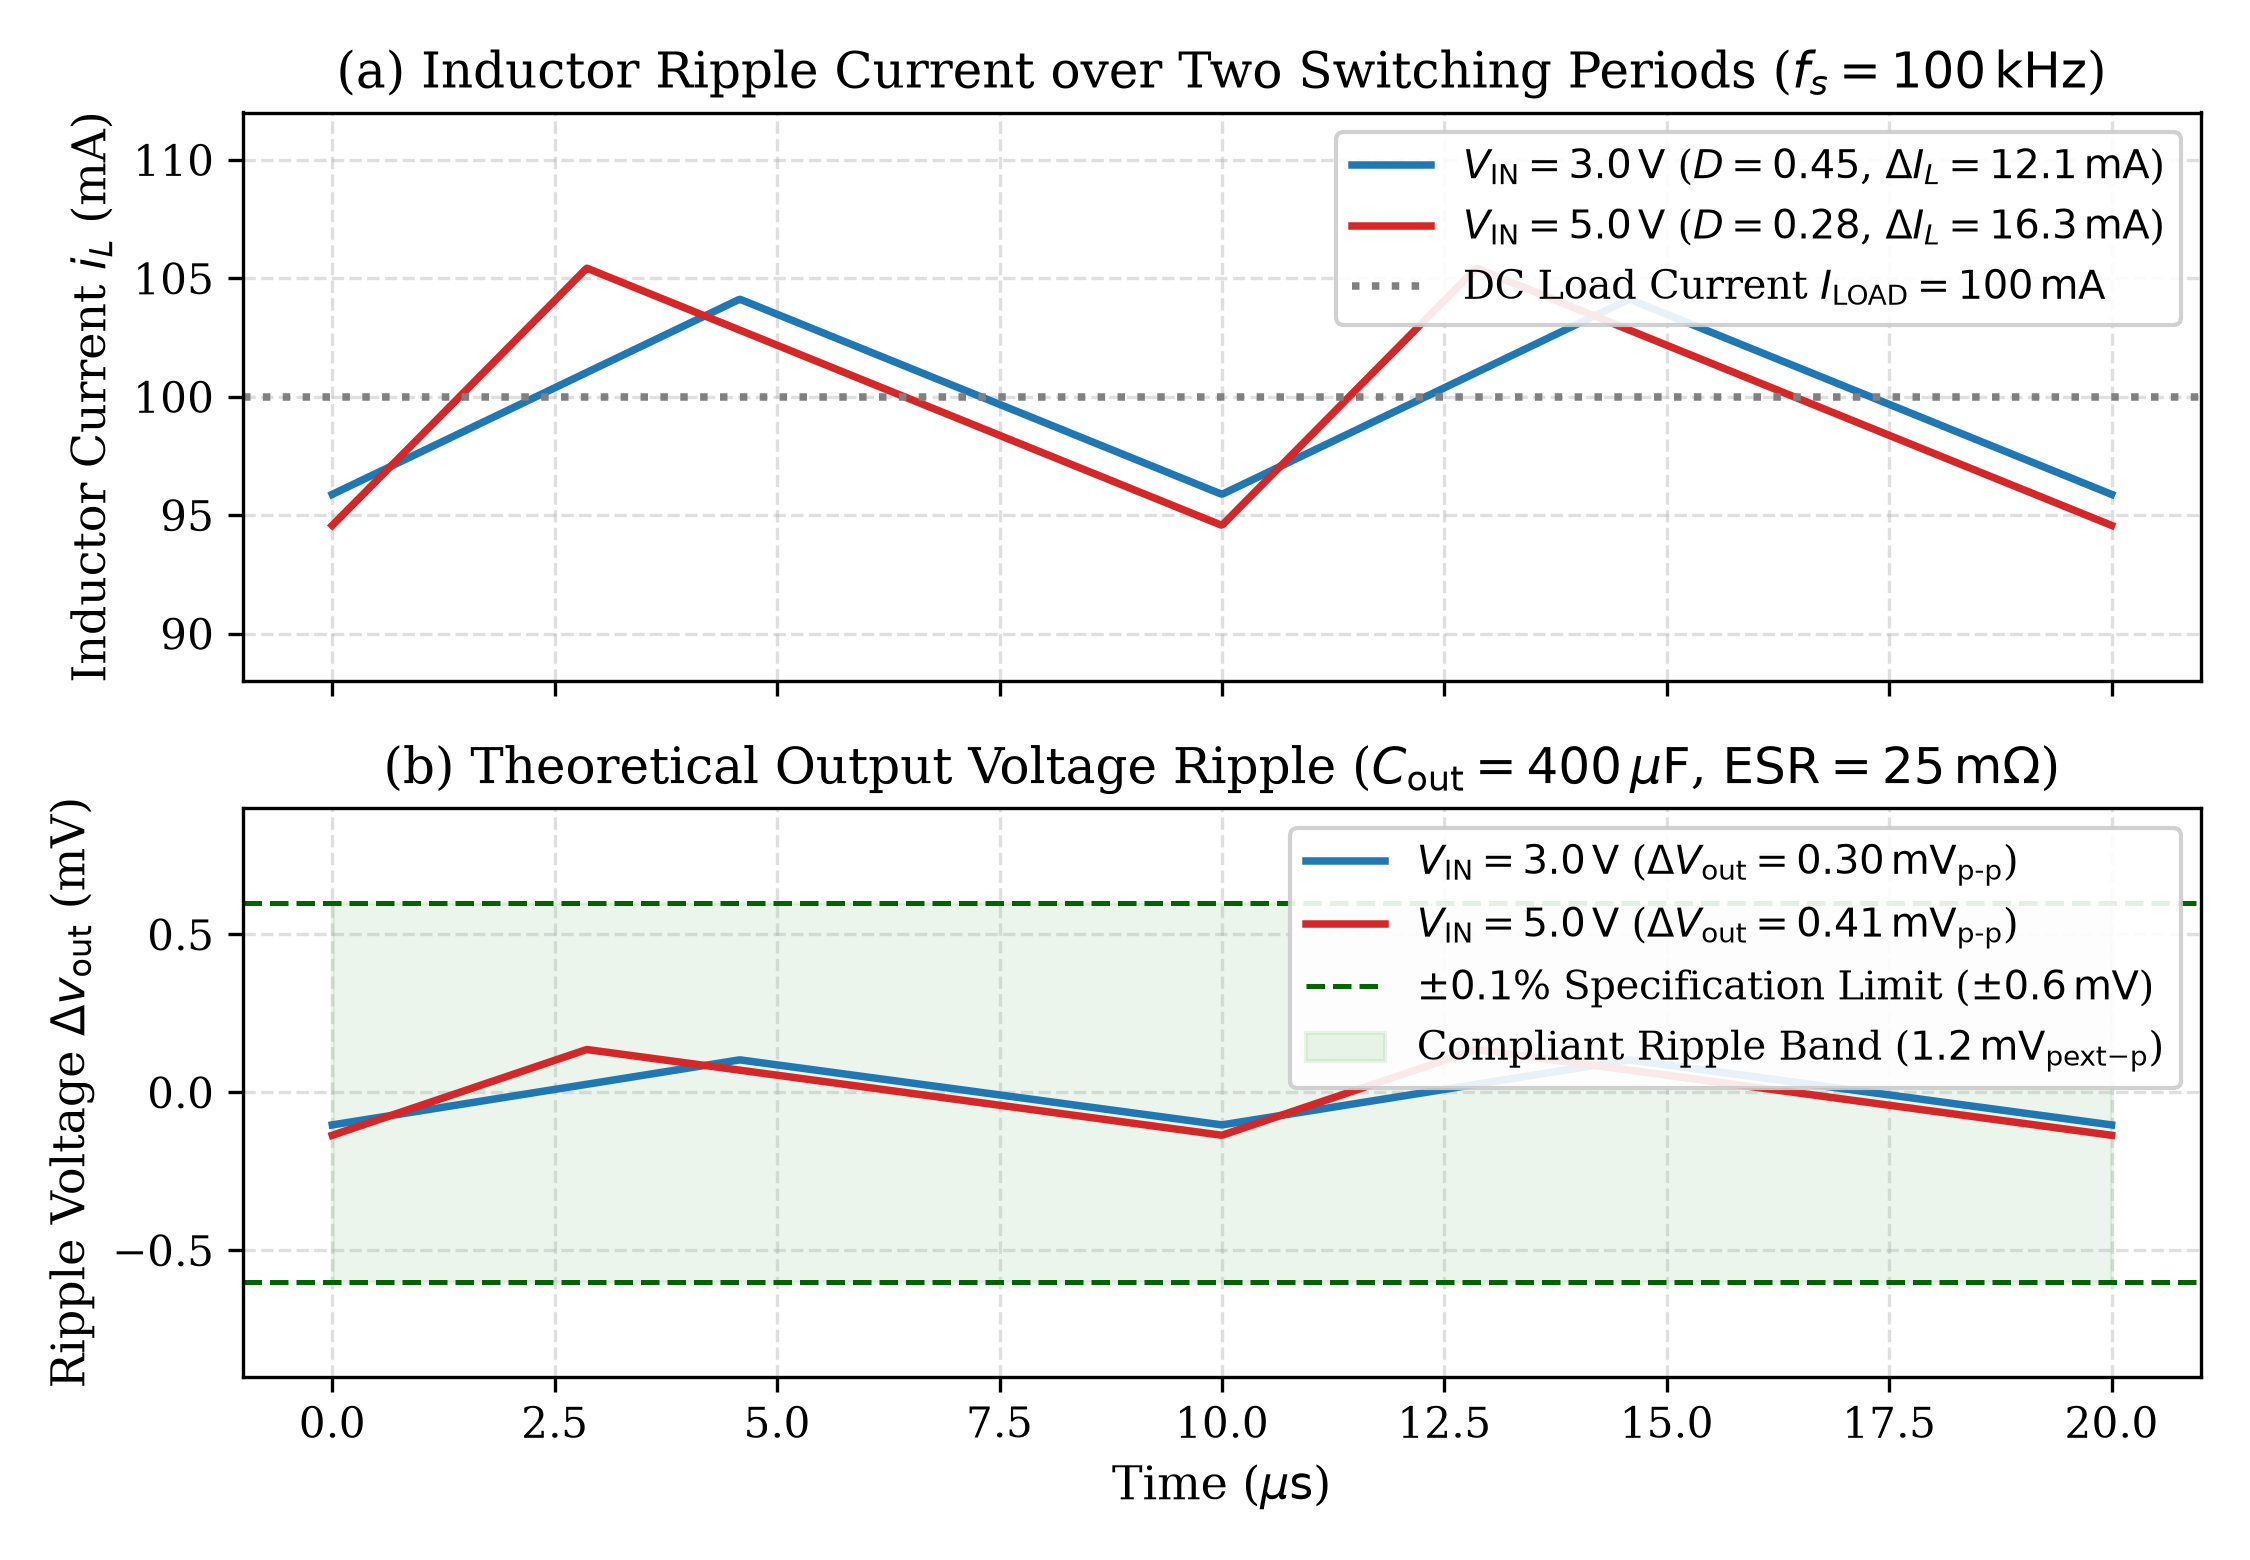 (a) Inductor Ripple Current over Two Switching Periods (fₛ = 100 kHz)
Inductor Current i_L (mA)
110
105
100
95
90
V_IN = 3.0 V (D = 0.45, ΔI_L = 12.1 mA)
V_IN = 5.0 V (D = 0.28, ΔI_L = 16.3 mA)
DC Load Current I_LOAD = 100 mA
(b) Theoretical Output Voltage Ripple (C_out = 400 μF, ESR = 25 mΩ)
Ripple Voltage Δv_out (mV)
0.5
0.0
−0.5
V_IN = 3.0 V (ΔV_out = 0.30 mV_p-p)
V_IN = 5.0 V (ΔV_out = 0.41 mV_p-p)
±0.1% Specification Limit (±0.6 mV)
Compliant Ripple Band (1.2 mV_pext−p)
0.0 2.5 5.0 7.5 10.0 12.5 15.0 17.5 20.0
Time (μs)